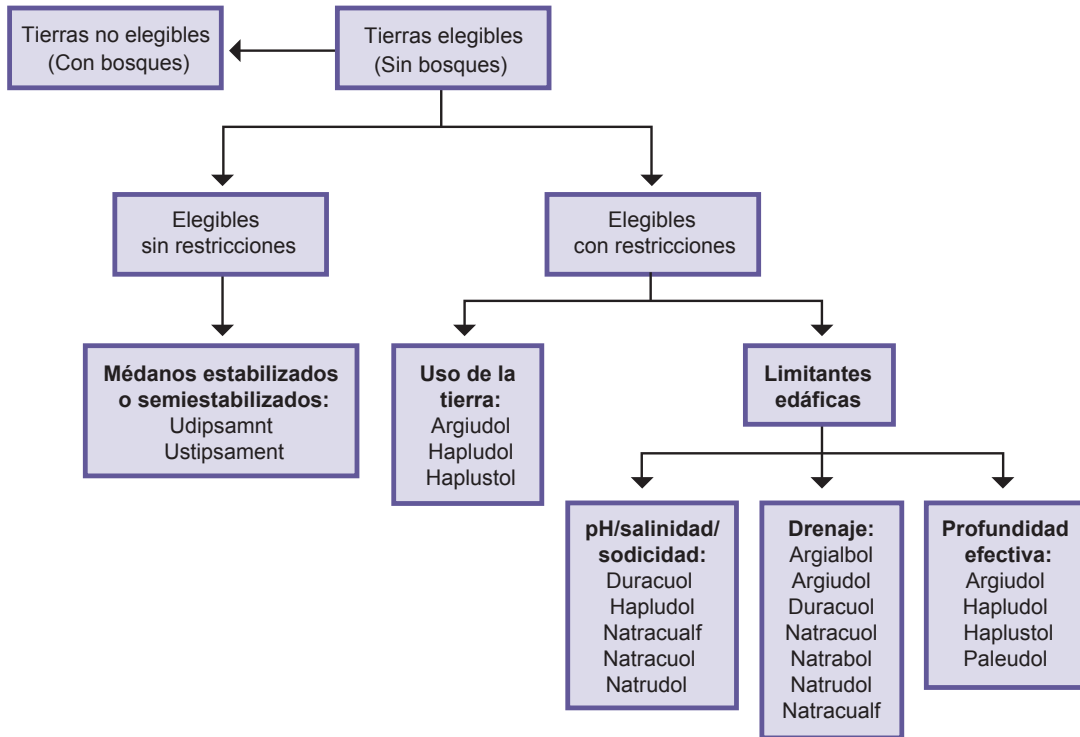 Tierras no elegibles
(Con bosques)
Tierras elegibles
(Sin bosques)
Elegibles
sin restricciones
Elegibles
con restricciones
Médanos estabilizados
o semiestabilizados:
Udipsamnt
Ustipsament
Uso de la
tierra:
Argiudol
Hapludol
Haplustol
Limitantes
edáficas
pH/salinidad/
sodicidad:
Duracuol
Hapludol
Natracualf
Natracuol
Natrudol
Drenaje:
Argialbol
Argiudol
Duracuol
Natracuol
Natrabol
Natrudol
Natracualf
Profundidad
efectiva:
Argiudol
Hapludol
Haplustol
Paleudol